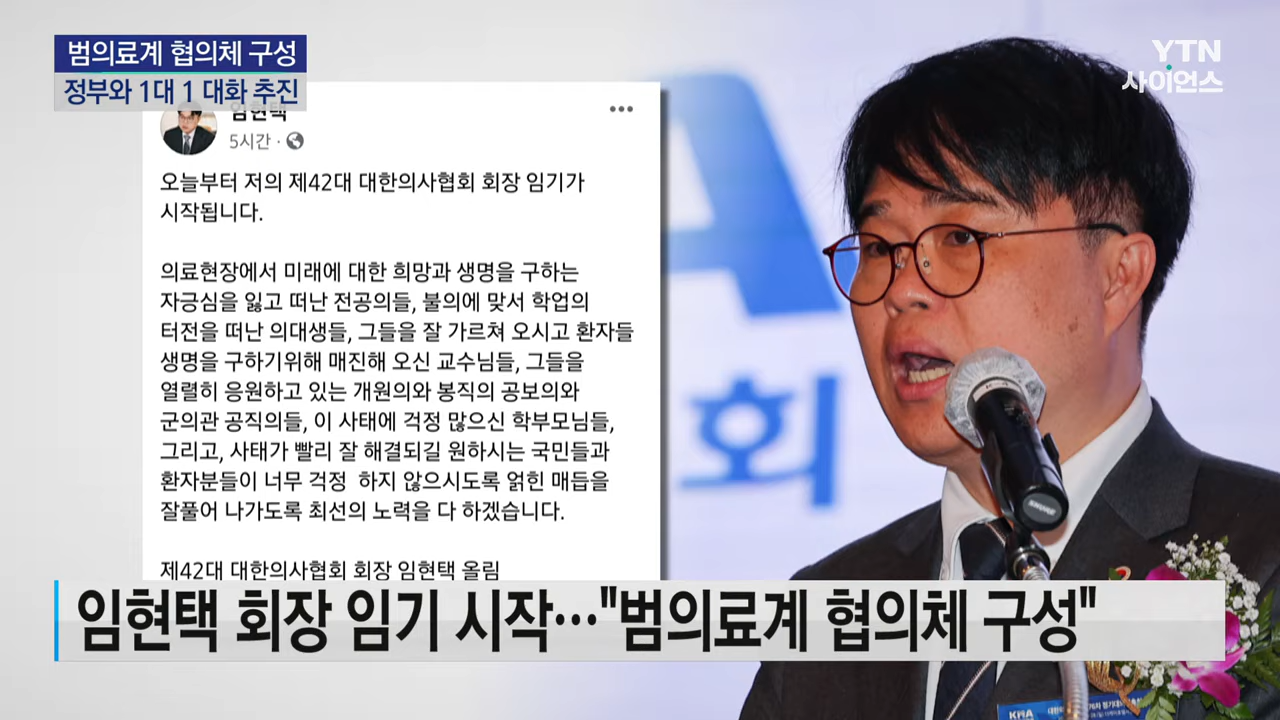 범의료계 협의체 구성
정부와 1대 1 대화 추진
YTN
사이언스
임현택
5시간
오늘부터 저의 제42대 대한의사협회 회장 임기가
시작됩니다.
의료현장에서 미래에 대한 희망과 생명을 구하는
자긍심을 잃고 떠난 전공의들, 불의에 맞서 학업의
터전을 떠난 의대생들, 그들을 잘 가르쳐 오시고 환자들
생명을 구하기위해 매진해 오신 교수님들, 그들을
열렬히 응원하고 있는 개원의와 봉직의 공보의와
군의관 공직의들, 이 사태에 걱정 많으신 학부모님들,
그리고, 사태가 빨리 잘 해결되길 원하시는 국민들과
환자분들이 너무 걱정  하지 않으시도록 얽힌 매듭을
잘풀어 나가도록 최선의 노력을 다 하겠습니다.
제42대 대한의사협회 회장 임현택 올림
A
회
SHURE
KMA
임현택 회장 임기 시작…"범의료계 협의체 구성"